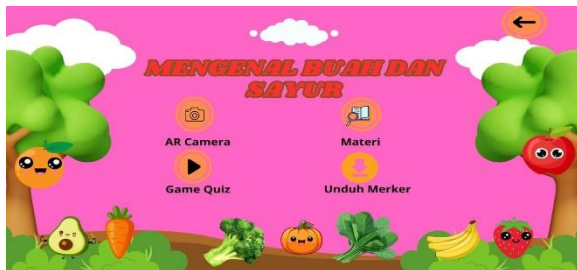 MENGENAL BUAH DAN
SAYUR
AR Camera
Materi
Game Quiz
Unduh Merker